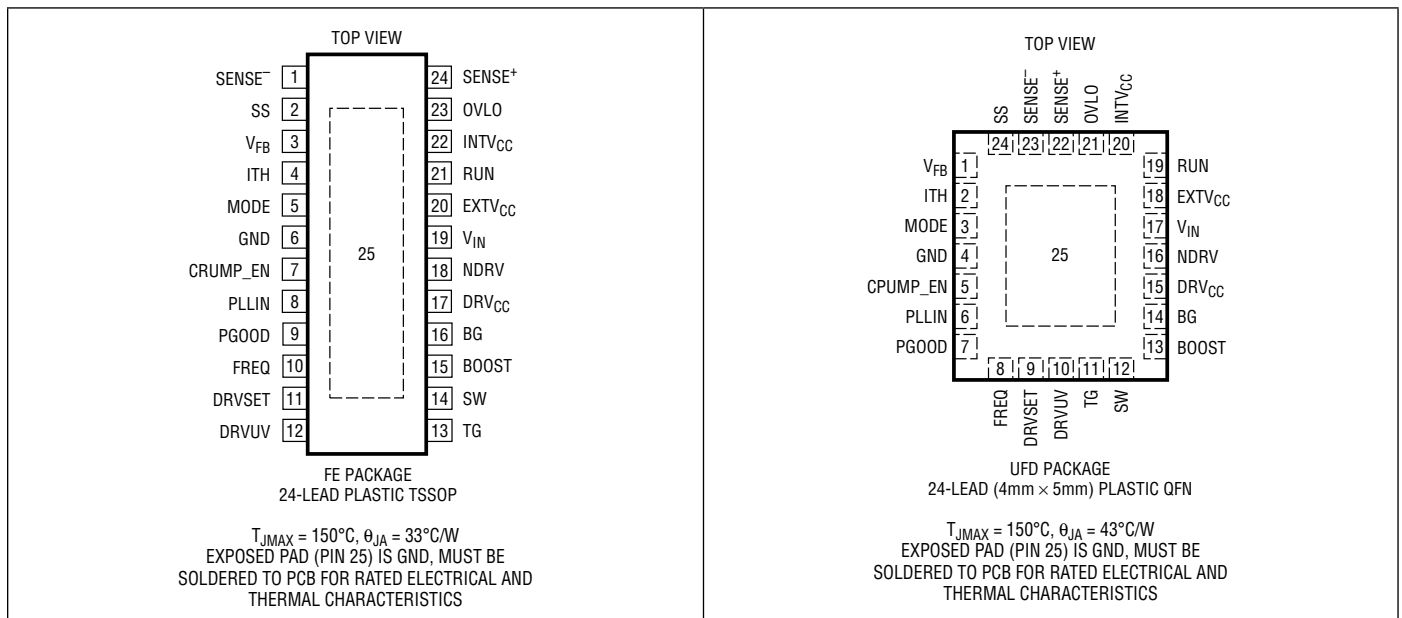 TOP VIEW
SENSE⁻ 1
SS 2
VFB 3
ITH 4
MODE 5
GND 6
CRUMP_EN 7
PLLIN 8
PGOOD 9
FREQ 10
DRVSET 11
DRVUV 12
25
24 SENSE⁺
23 OVLO
22 INTVCC
21 RUN
20 EXTVCC
19 VIN
18 NDRV
17 DRVCC
16 BG
15 BOOST
14 SW
13 TG
FE PACKAGE
24-LEAD PLASTIC TSSOP
TJMAX = 150°C, θJA = 33°C/W
EXPOSED PAD (PIN 25) IS GND, MUST BE
SOLDERED TO PCB FOR RATED ELECTRICAL AND
THERMAL CHARACTERISTICS
TOP VIEW
SS
SENSE⁻
SENSE⁺
OVLO
INTVCC
24 23 22 21 20
VFB 1
ITH 2
MODE 3
GND 4
CPUMP_EN 5
PLLIN 6
PGOOD 7
25
19 RUN
18 EXTVCC
17 VIN
16 NDRV
15 DRVCC
14 BG
13 BOOST
8 9 10 11 12
FREQ
DRVSET
DRVUV
TG
SW
UFD PACKAGE
24-LEAD (4mm × 5mm) PLASTIC QFN
TJMAX = 150°C, θJA = 43°C/W
EXPOSED PAD (PIN 25) IS GND, MUST BE
SOLDERED TO PCB FOR RATED ELECTRICAL AND
THERMAL CHARACTERISTICS